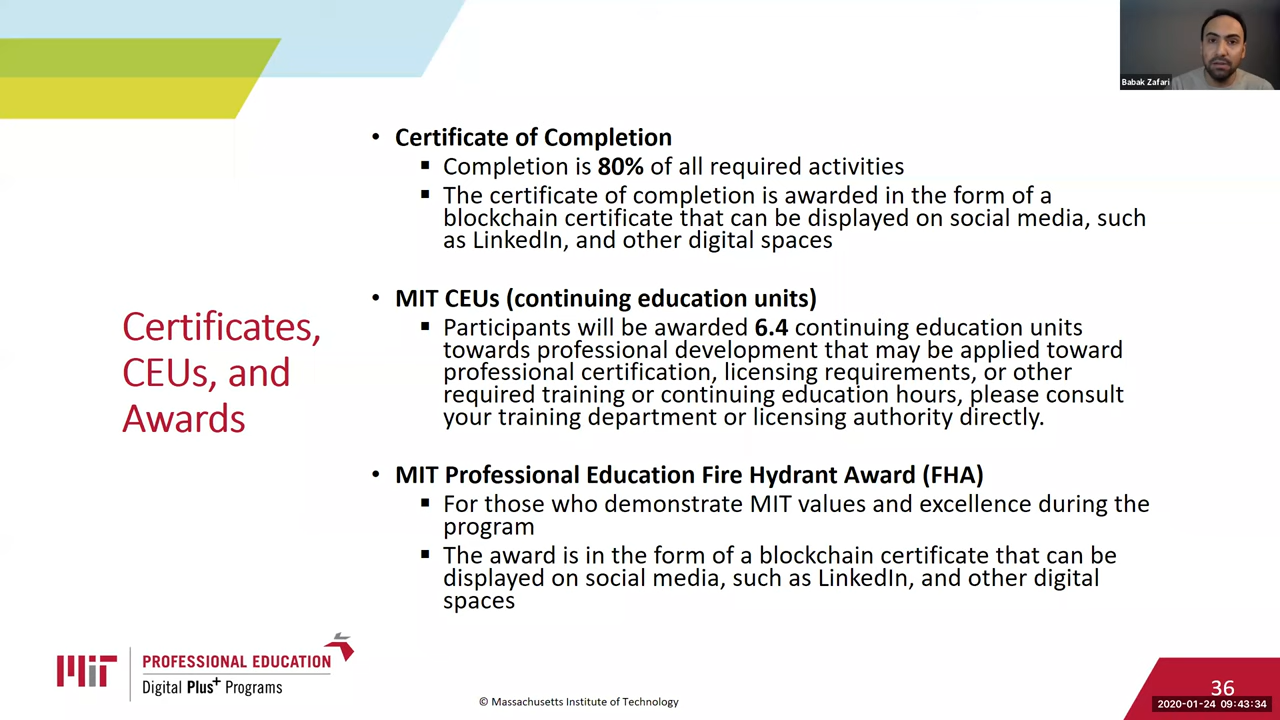 Babak Zafari
Certificates,
CEUs, and
Awards
• Certificate of Completion
▪ Completion is 80% of all required activities
▪ The certificate of completion is awarded in the form of a
blockchain certificate that can be displayed on social media, such
as LinkedIn, and other digital spaces
• MIT CEUs (continuing education units)
▪ Participants will be awarded 6.4 continuing education units
towards professional development that may be applied toward
professional certification, licensing requirements, or other
required training or continuing education hours, please consult
your training department or licensing authority directly.
• MIT Professional Education Fire Hydrant Award (FHA)
▪ For those who demonstrate MIT values and excellence during the
program
▪ The award is in the form of a blockchain certificate that can be
displayed on social media, such as LinkedIn, and other digital
spaces
MIT
PROFESSIONAL EDUCATION
Digital Plus+ Programs
© Massachusetts Institute of Technology
36
2020-01-24 09:43:34